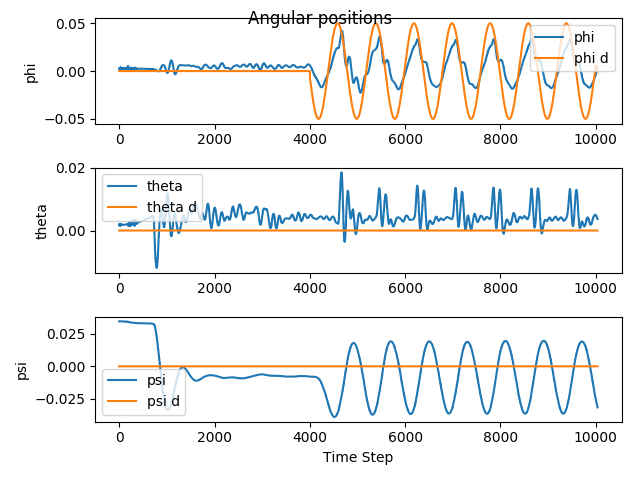 Angular positions
0.05
0.00
−0.05
phi
phi
phi d
0 2000 4000 6000 8000 10000
0.02
0.00
theta
theta
theta d
0 2000 4000 6000 8000 10000
0.025
0.000
−0.025
psi
psi
psi d
0 2000 4000 6000 8000 10000
Time Step